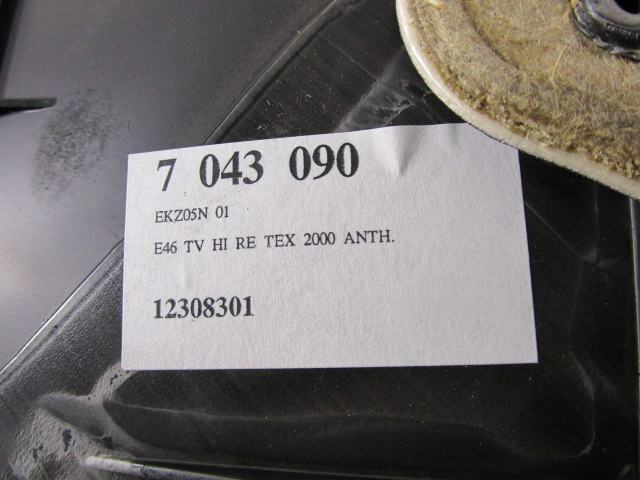 7 043 090
EKZ05N 01
E46 TV HI RE TEX 2000 ANTH.
12308301